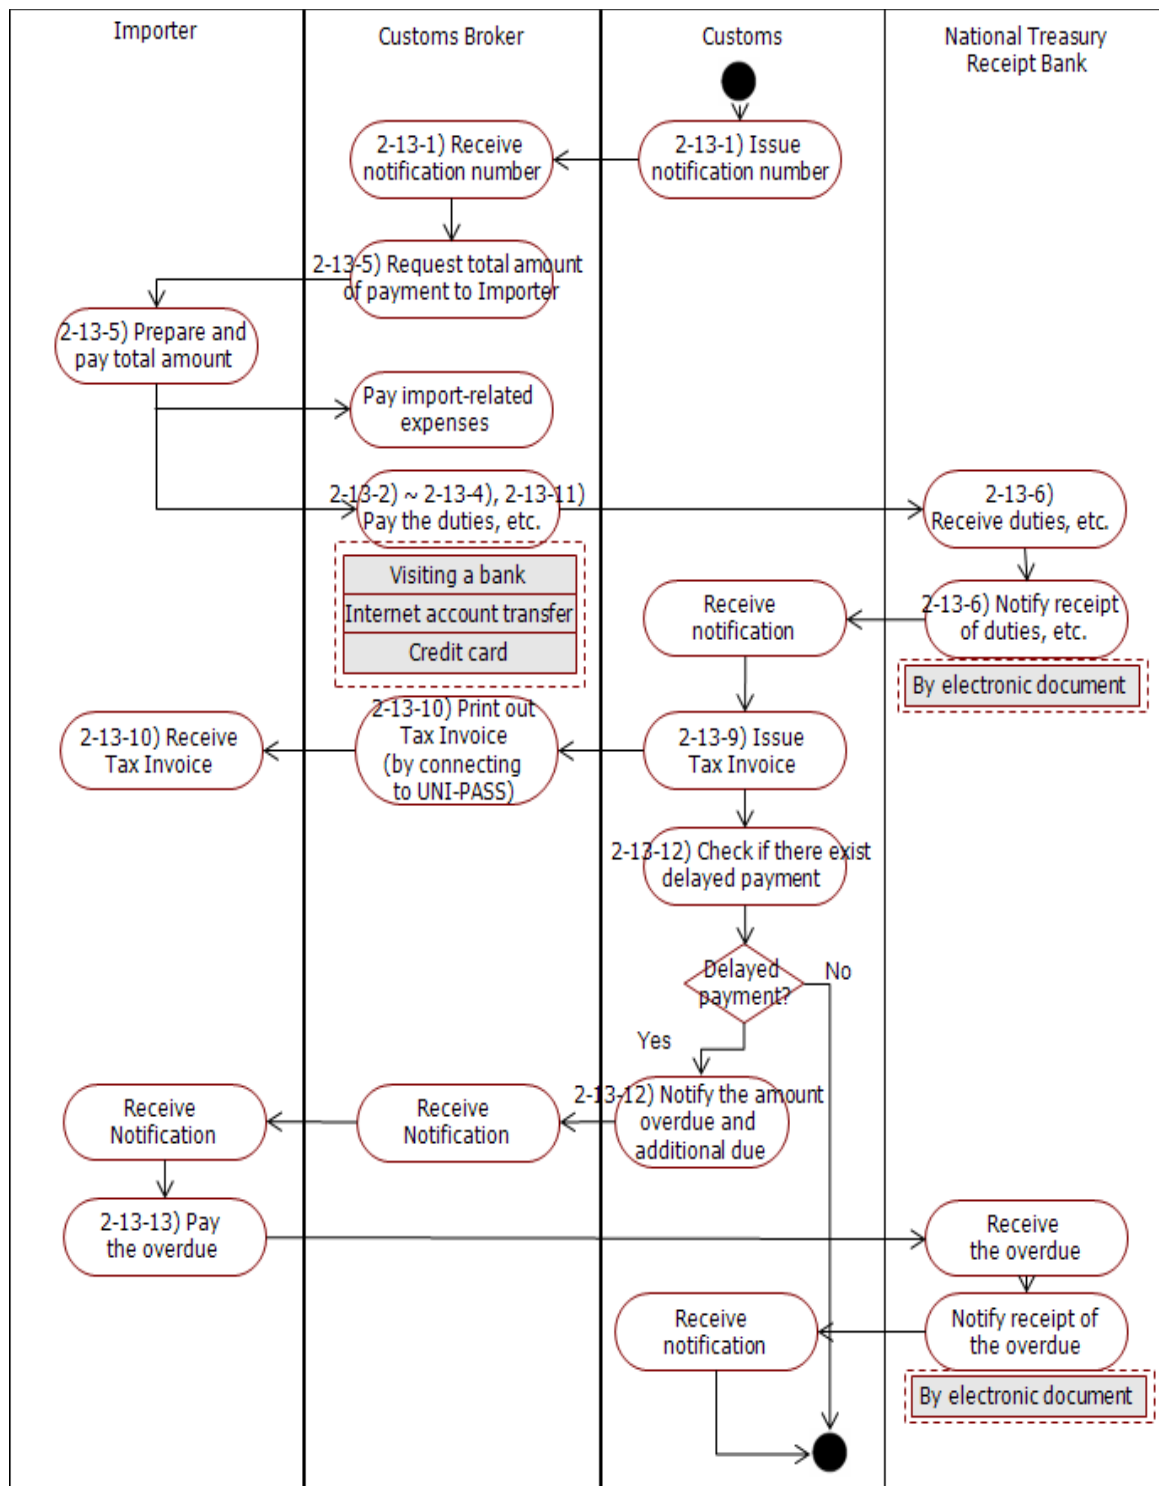 Importer
Customs Broker
Customs
National Treasury
Receipt Bank
2-13-1) Receive
notification number
2-13-1) Issue
notification number
2-13-5) Request total amount
of payment to Importer
2-13-5) Prepare and
pay total amount
Pay import-related
expenses
2-13-2) ~ 2-13-4), 2-13-11)
Pay the duties, etc.
2-13-6)
Receive duties, etc.
Visiting a bank
Internet account transfer
Credit card
Receive
notification
2-13-6) Notify receipt
of duties, etc.
By electronic document
2-13-10) Receive
Tax Invoice
2-13-10) Print out
Tax Invoice
(by connecting
to UNI-PASS)
2-13-9) Issue
Tax Invoice
2-13-12) Check if there exist
delayed payment
Delayed
payment?
No
Yes
Receive
Notification
Receive
Notification
2-13-12) Notify the amount
overdue and
additional due
2-13-13) Pay
the overdue
Receive
the overdue
Receive
notification
Notify receipt of
the overdue
By electronic document